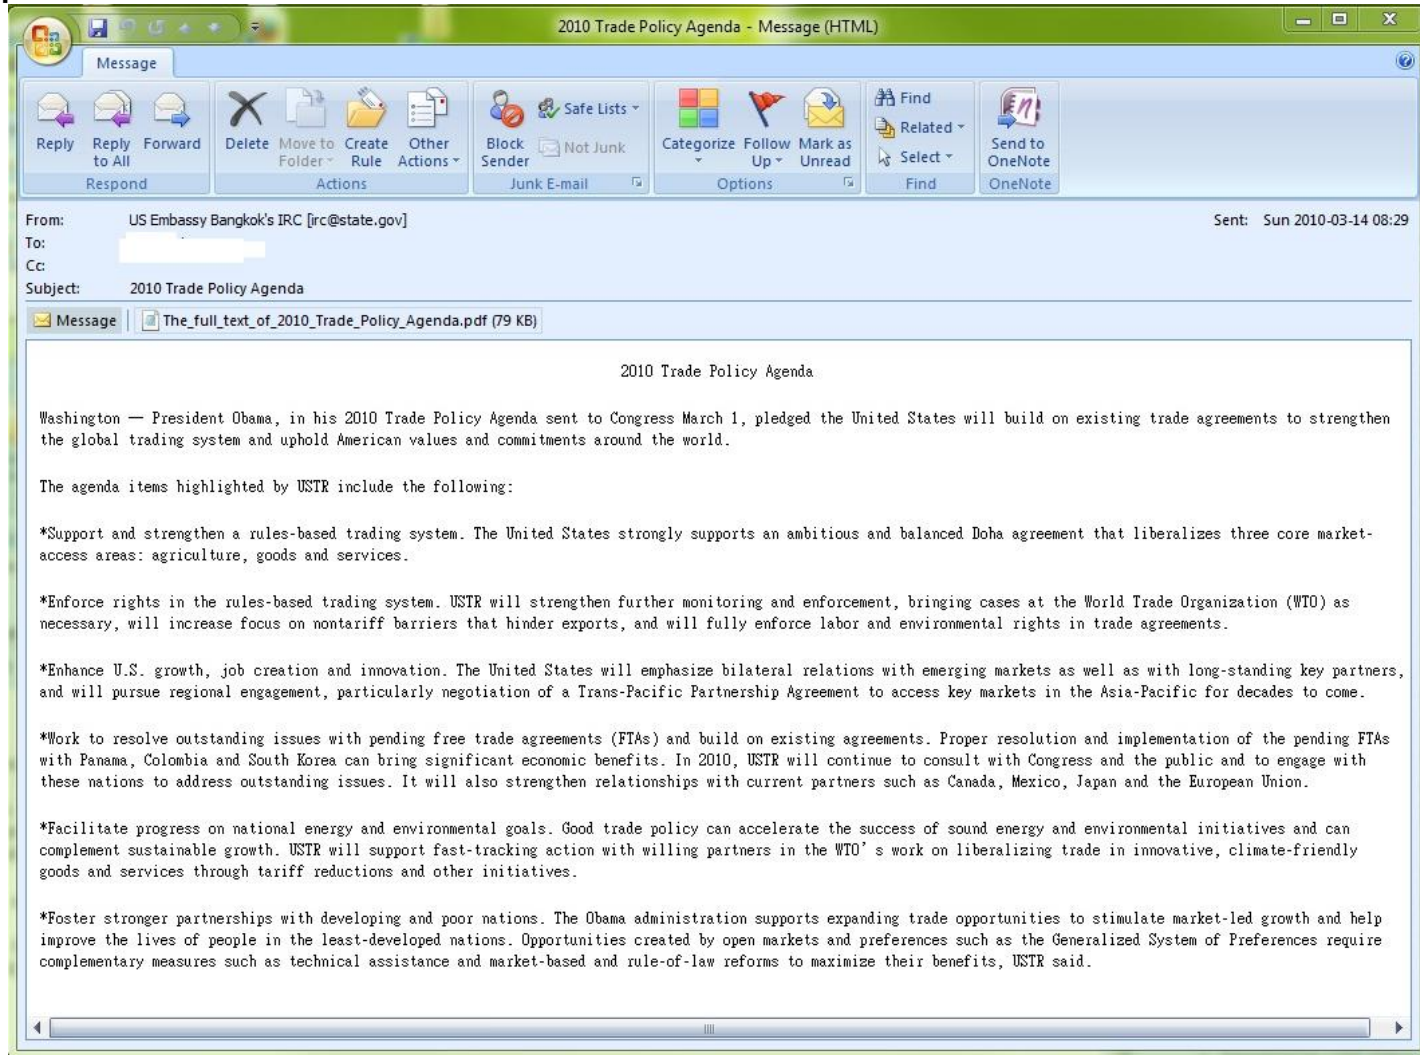 2010 Trade Policy Agenda - Message (HTML)
Message
Reply
Reply to All
Forward
Respond
Delete
Move to Folder
Create Rule
Other Actions
Actions
Block Sender
Safe Lists
Not Junk
Junk E-mail
Categorize
Follow Up
Mark as Unread
Options
Find
Related
Select
Find
Send to OneNote
OneNote
From: US Embassy Bangkok's IRC [irc@state.gov] Sent: Sun 2010-03-14 08:29
To:
Cc:
Subject: 2010 Trade Policy Agenda
Message The_full_text_of_2010_Trade_Policy_Agenda.pdf (79 KB)
2010 Trade Policy Agenda
Washington — President Obama, in his 2010 Trade Policy Agenda sent to Congress March 1, pledged the United States will build on existing trade agreements to strengthen
the global trading system and uphold American values and commitments around the world.
The agenda items highlighted by USTR include the following:
*Support and strengthen a rules-based trading system. The United States strongly supports an ambitious and balanced Doha agreement that liberalizes three core market-
access areas: agriculture, goods and services.
*Enforce rights in the rules-based trading system. USTR will strengthen further monitoring and enforcement, bringing cases at the World Trade Organization (WTO) as
necessary, will increase focus on nontariff barriers that hinder exports, and will fully enforce labor and environmental rights in trade agreements.
*Enhance U.S. growth, job creation and innovation. The United States will emphasize bilateral relations with emerging markets as well as with long-standing key partners,
and will pursue regional engagement, particularly negotiation of a Trans-Pacific Partnership Agreement to access key markets in the Asia-Pacific for decades to come.
*Work to resolve outstanding issues with pending free trade agreements (FTAs) and build on existing agreements. Proper resolution and implementation of the pending FTAs
with Panama, Colombia and South Korea can bring significant economic benefits. In 2010, USTR will continue to consult with Congress and the public and to engage with
these nations to address outstanding issues. It will also strengthen relationships with current partners such as Canada, Mexico, Japan and the European Union.
*Facilitate progress on national energy and environmental goals. Good trade policy can accelerate the success of sound energy and environmental initiatives and can
complement sustainable growth. USTR will support fast-tracking action with willing partners in the WTO's work on liberalizing trade in innovative, climate-friendly
goods and services through tariff reductions and other initiatives.
*Foster stronger partnerships with developing and poor nations. The Obama administration supports expanding trade opportunities to stimulate market-led growth and help
improve the lives of people in the least-developed nations. Opportunities created by open markets and preferences such as the Generalized System of Preferences require
complementary measures such as technical assistance and market-based and rule-of-law reforms to maximize their benefits, USTR said.